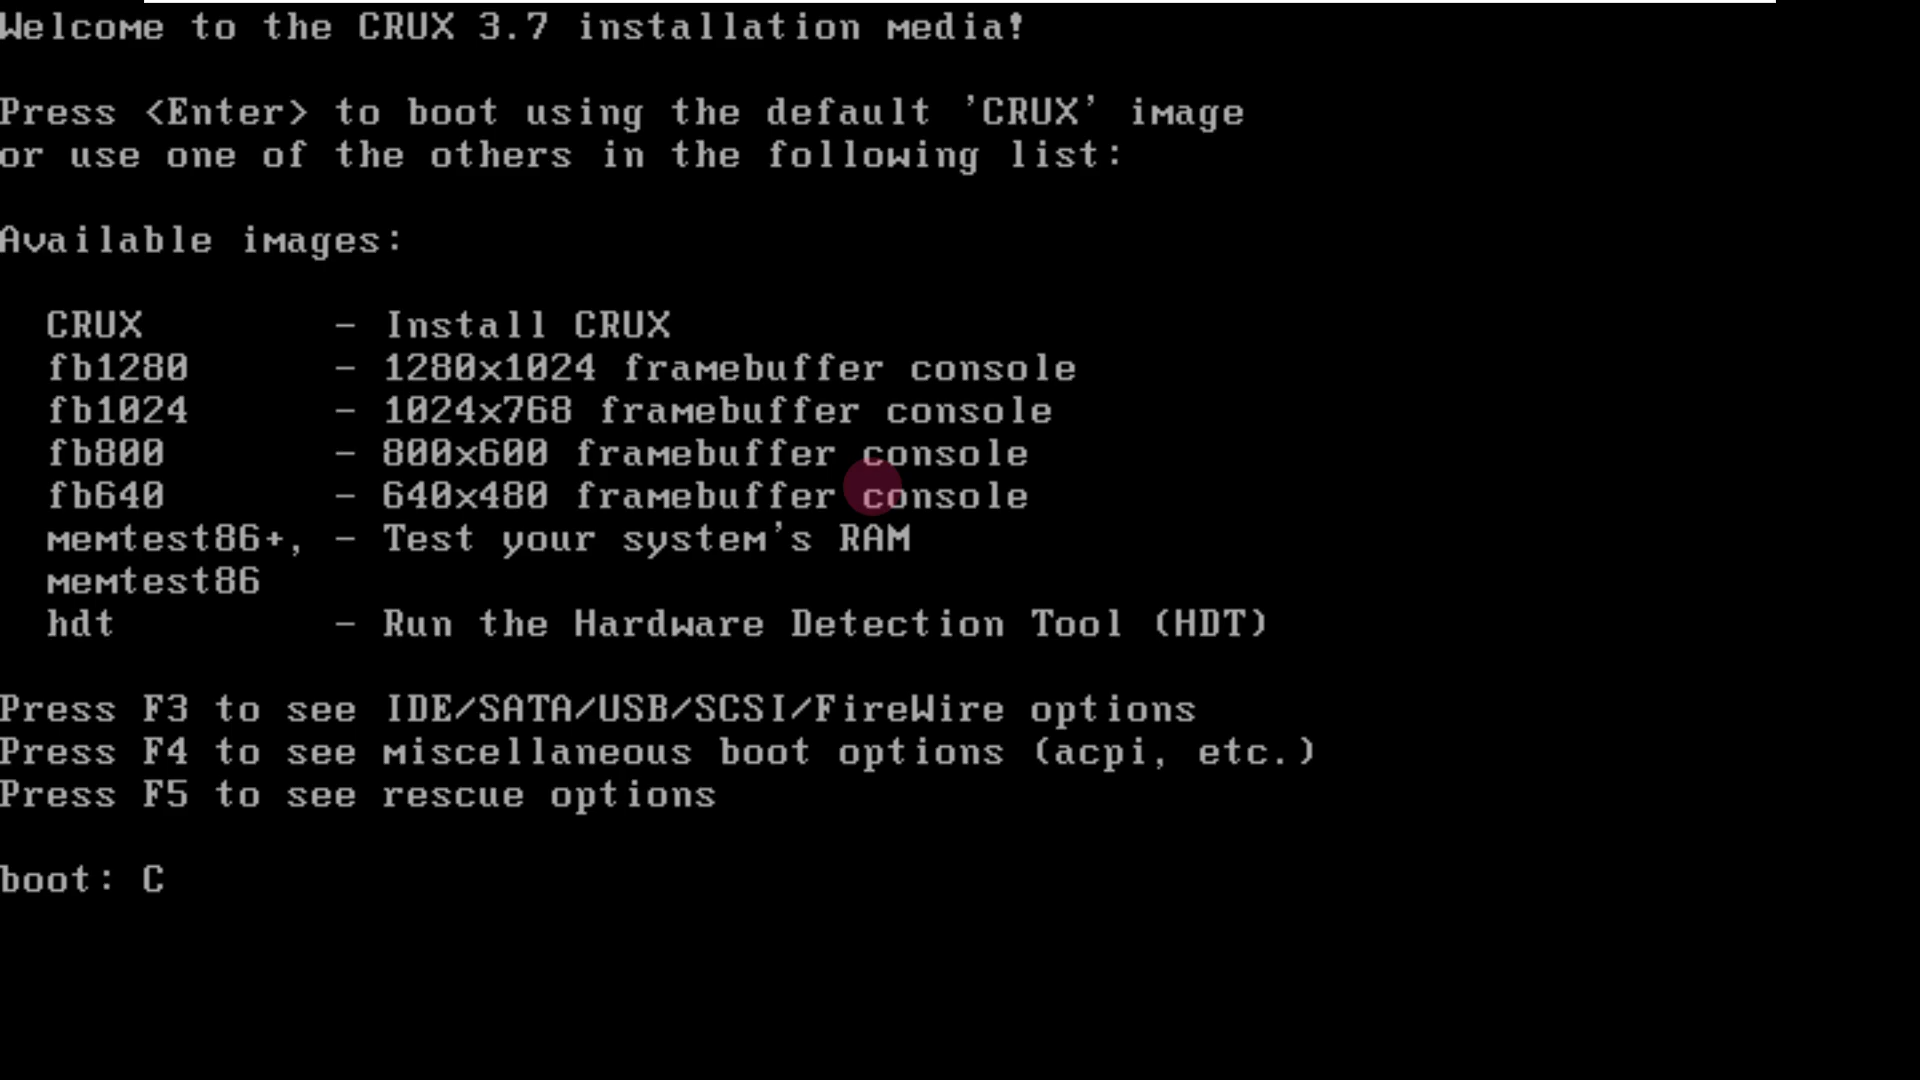 Welcome to the CRUX 3.7 installation media!
Press <Enter> to boot using the default 'CRUX' image
or use one of the others in the following list:
Available images:
CRUX - Install CRUX
fb1280 - 1280x1024 framebuffer console
fb1024 - 1024x768 framebuffer console
fb800 - 800x600 framebuffer console
fb640 - 640x480 framebuffer console
memtest86+, - Test your system's RAM
memtest86
hdt - Run the Hardware Detection Tool (HDT)
Press F3 to see IDE/SATA/USB/SCSI/FireWire options
Press F4 to see miscellaneous boot options (acpi, etc.)
Press F5 to see rescue options
boot: C